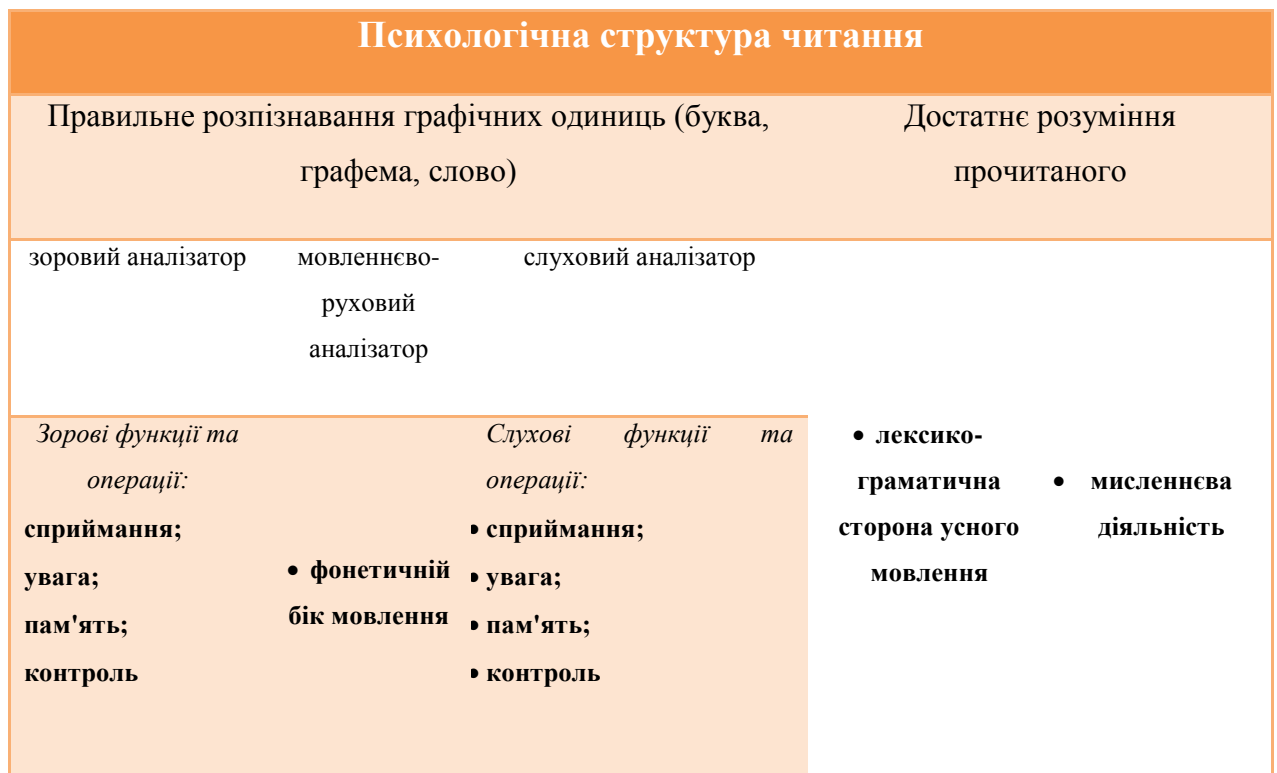 Психологічна структура читання
Правильне розпізнавання графічних одиниць (буква,
графема, слово)
Достатнє розуміння
прочитаного
зоровий аналізатор
мовленнєво-
руховий
аналізатор
слуховий аналізатор
Зорові функції та
операції:
сприймання;
увага;
пам'ять;
контроль
• фонетичній
бік мовлення
Слухові функції та
операції:
• сприймання;
• увага;
• пам'ять;
• контроль
• лексико-
граматична
сторона усного
мовлення
• мисленнєва
діяльність